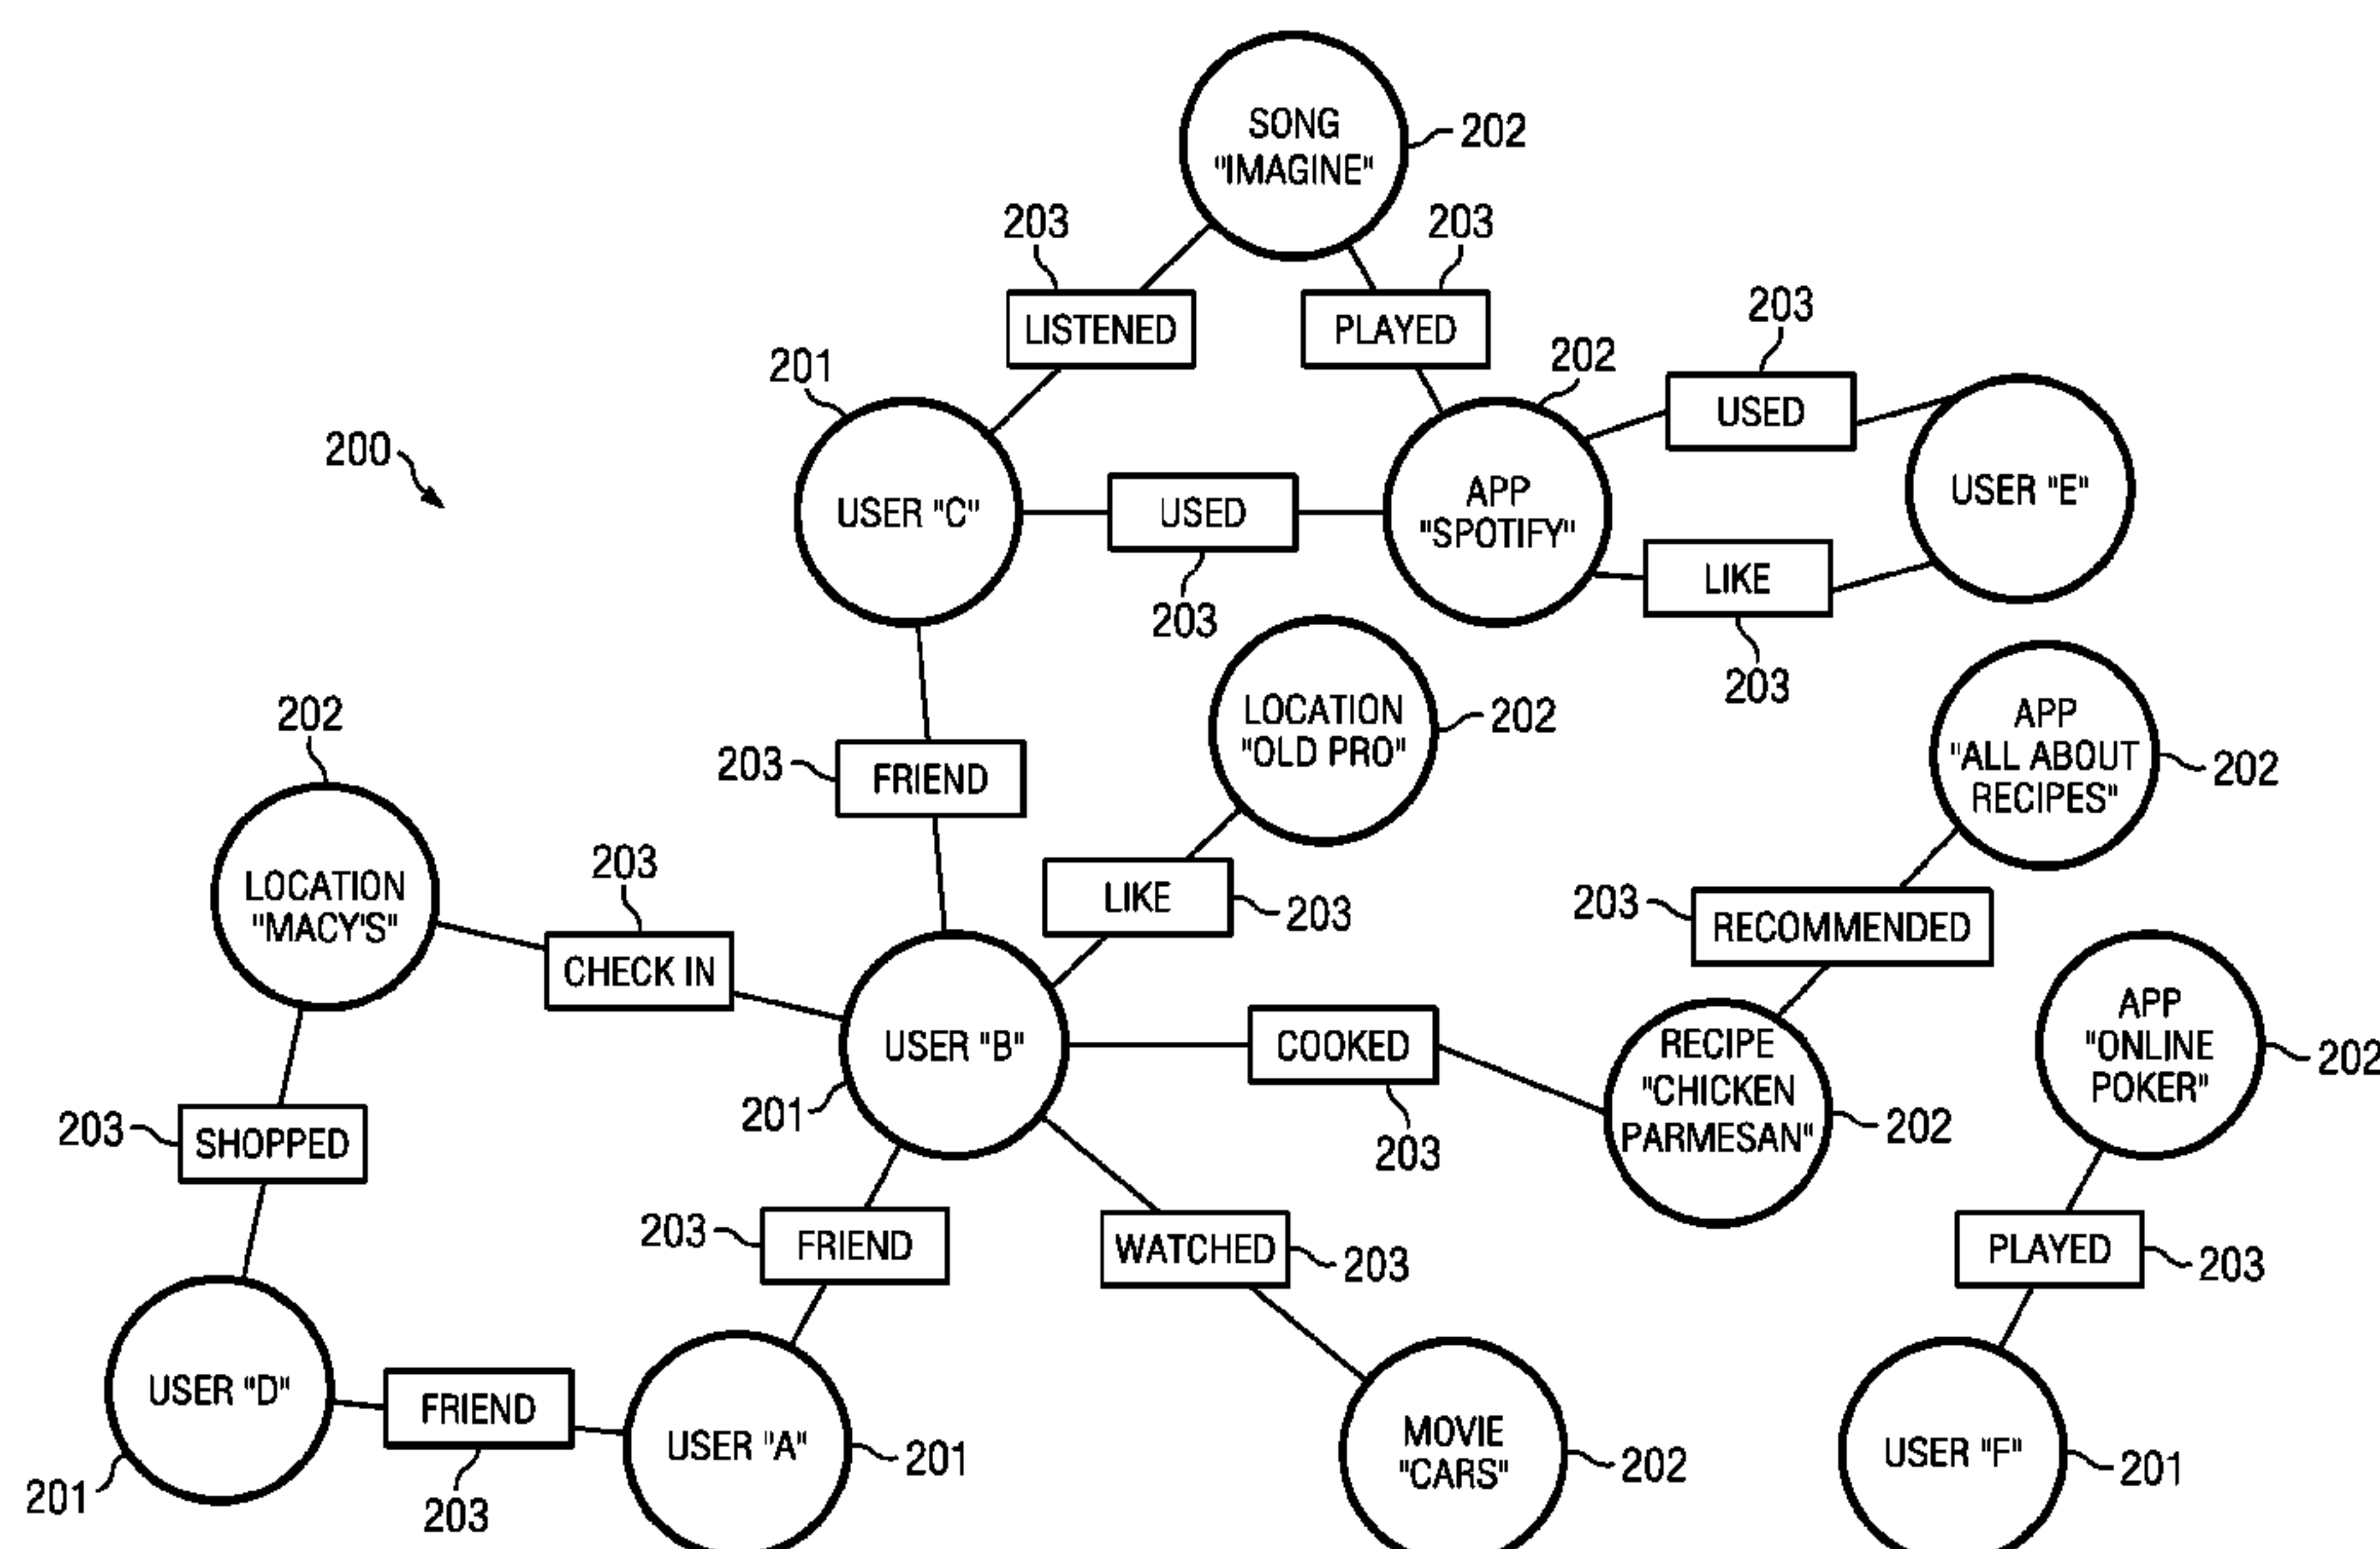 SONG
"IMAGINE"
202
203
203
LISTENED
PLAYED
203
201
202
USED
200
USER "C"
USED
APP
"SPOTIFY"
USER "E"
LIKE
203
203
202
LOCATION
"OLD PRO"
202
APP
"ALL ABOUT
RECIPES"
202
203
FRIEND
LOCATION
"MACY'S"
203
LIKE
203
203
RECOMMENDED
CHECK IN
USER "B"
201
COOKED
203
RECIPE
"CHICKEN
PARMESAN"
202
APP
"ONLINE
POKER"
202
203
SHOPPED
203
FRIEND
WATCHED
203
PLAYED
203
USER "D"
201
FRIEND
203
USER "A"
201
MOVIE
"CARS"
202
USER "F"
201